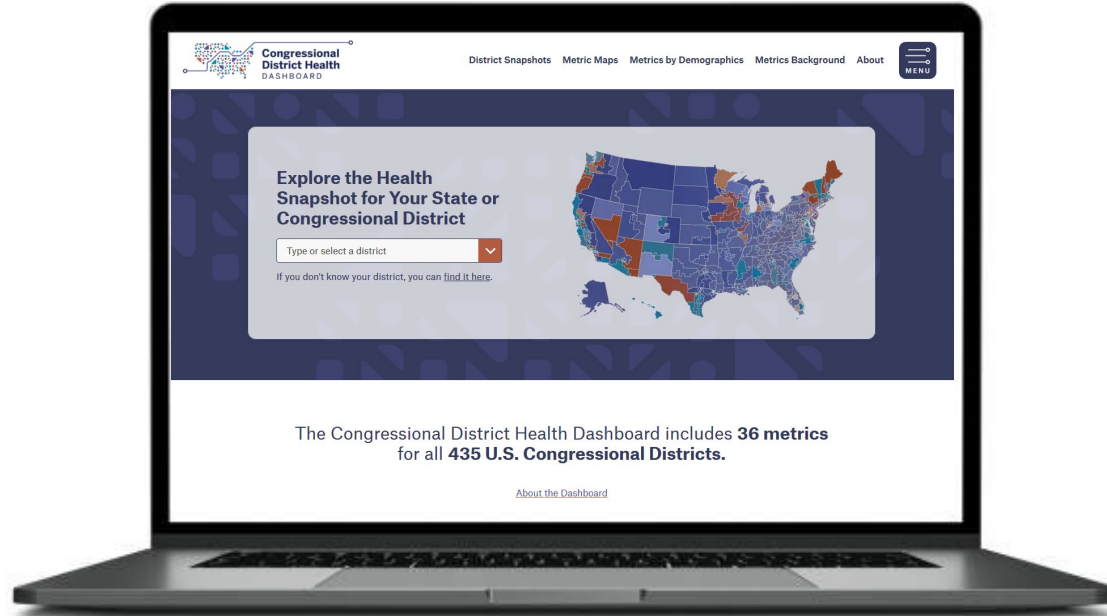 Congressional
District Health
DASHBOARD
District Snapshots Metric Maps Metrics by Demographics Metrics Background About
MENU
Explore the Health
Snapshot for Your State or
Congressional District
Type or select a district
If you don't know your district, you can find it here.
The Congressional District Health Dashboard includes 36 metrics
for all 435 U.S. Congressional Districts.
About the Dashboard